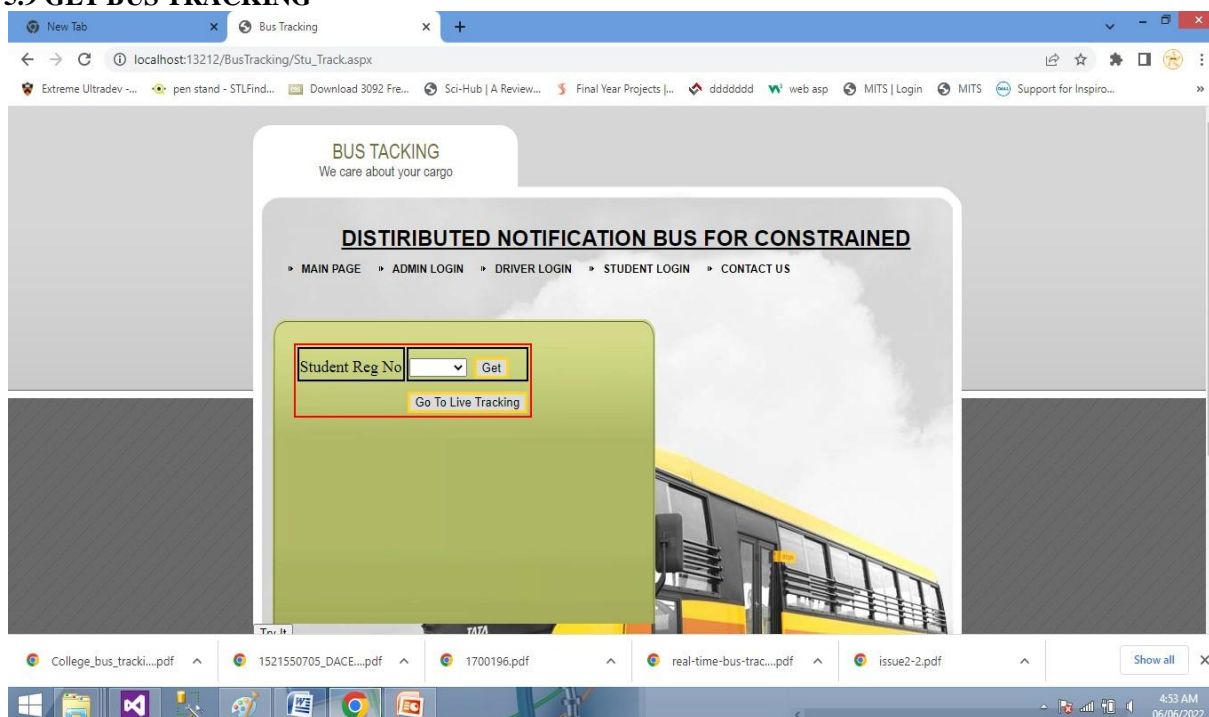 5.9 GET BUS TRACKING
New Tab
Bus Tracking
localhost:13212/BusTracking/Stu_Track.aspx
Extreme Ultradev -... pen stand - STLFind... Download 3092 Fre... Sci-Hub | A Review... Final Year Projects |... ddddddd web asp MITS | Login MITS Support for Inspiro... »
BUS TACKING
We care about your cargo
DISTIRIBUTED NOTIFICATION BUS FOR CONSTRAINED
MAIN PAGE ADMIN LOGIN DRIVER LOGIN STUDENT LOGIN CONTACT US
Student Reg No Get
Go To Live Tracking
Try It
TATA
College_bus_tracki....pdf 1521550705_DACE....pdf 1700196.pdf real-time-bus-trac....pdf issue2-2.pdf Show all
4:53 AM
06/06/2022